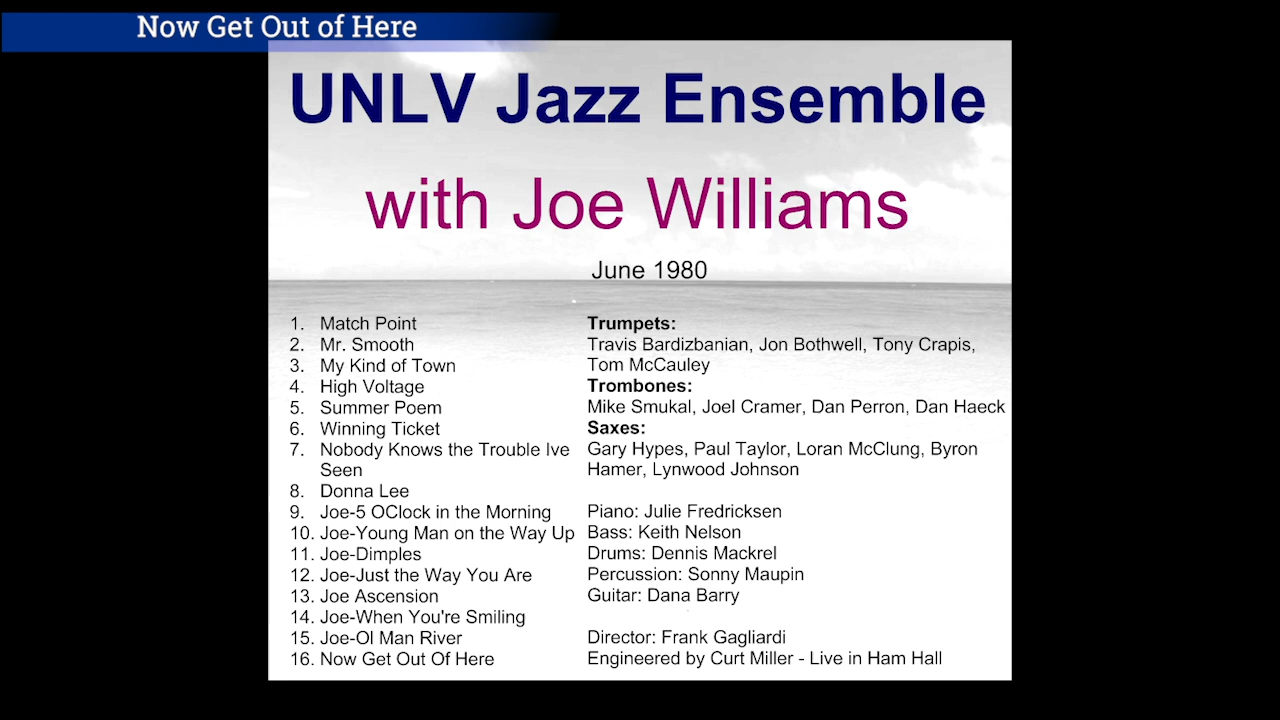 Now Get Out of Here
UNLV Jazz Ensemble
with Joe Williams
June 1980
1. Match Point
2. Mr. Smooth
3. My Kind of Town
4. High Voltage
5. Summer Poem
6. Winning Ticket
7. Nobody Knows the Trouble Ive
Seen
8. Donna Lee
9. Joe-5 OClock in the Morning
10. Joe-Young Man on the Way Up
11. Joe-Dimples
12. Joe-Just the Way You Are
13. Joe Ascension
14. Joe-When You're Smiling
15. Joe-Ol Man River
16. Now Get Out Of Here
Trumpets:
Travis Bardizbanian, Jon Bothwell, Tony Crapis,
Tom McCauley
Trombones:
Mike Smukal, Joel Cramer, Dan Perron, Dan Haeck
Saxes:
Gary Hypes, Paul Taylor, Loran McClung, Byron
Hamer, Lynwood Johnson
Piano: Julie Fredricksen
Bass: Keith Nelson
Drums: Dennis Mackrel
Percussion: Sonny Maupin
Guitar: Dana Barry
Director: Frank Gagliardi
Engineered by Curt Miller - Live in Ham Hall